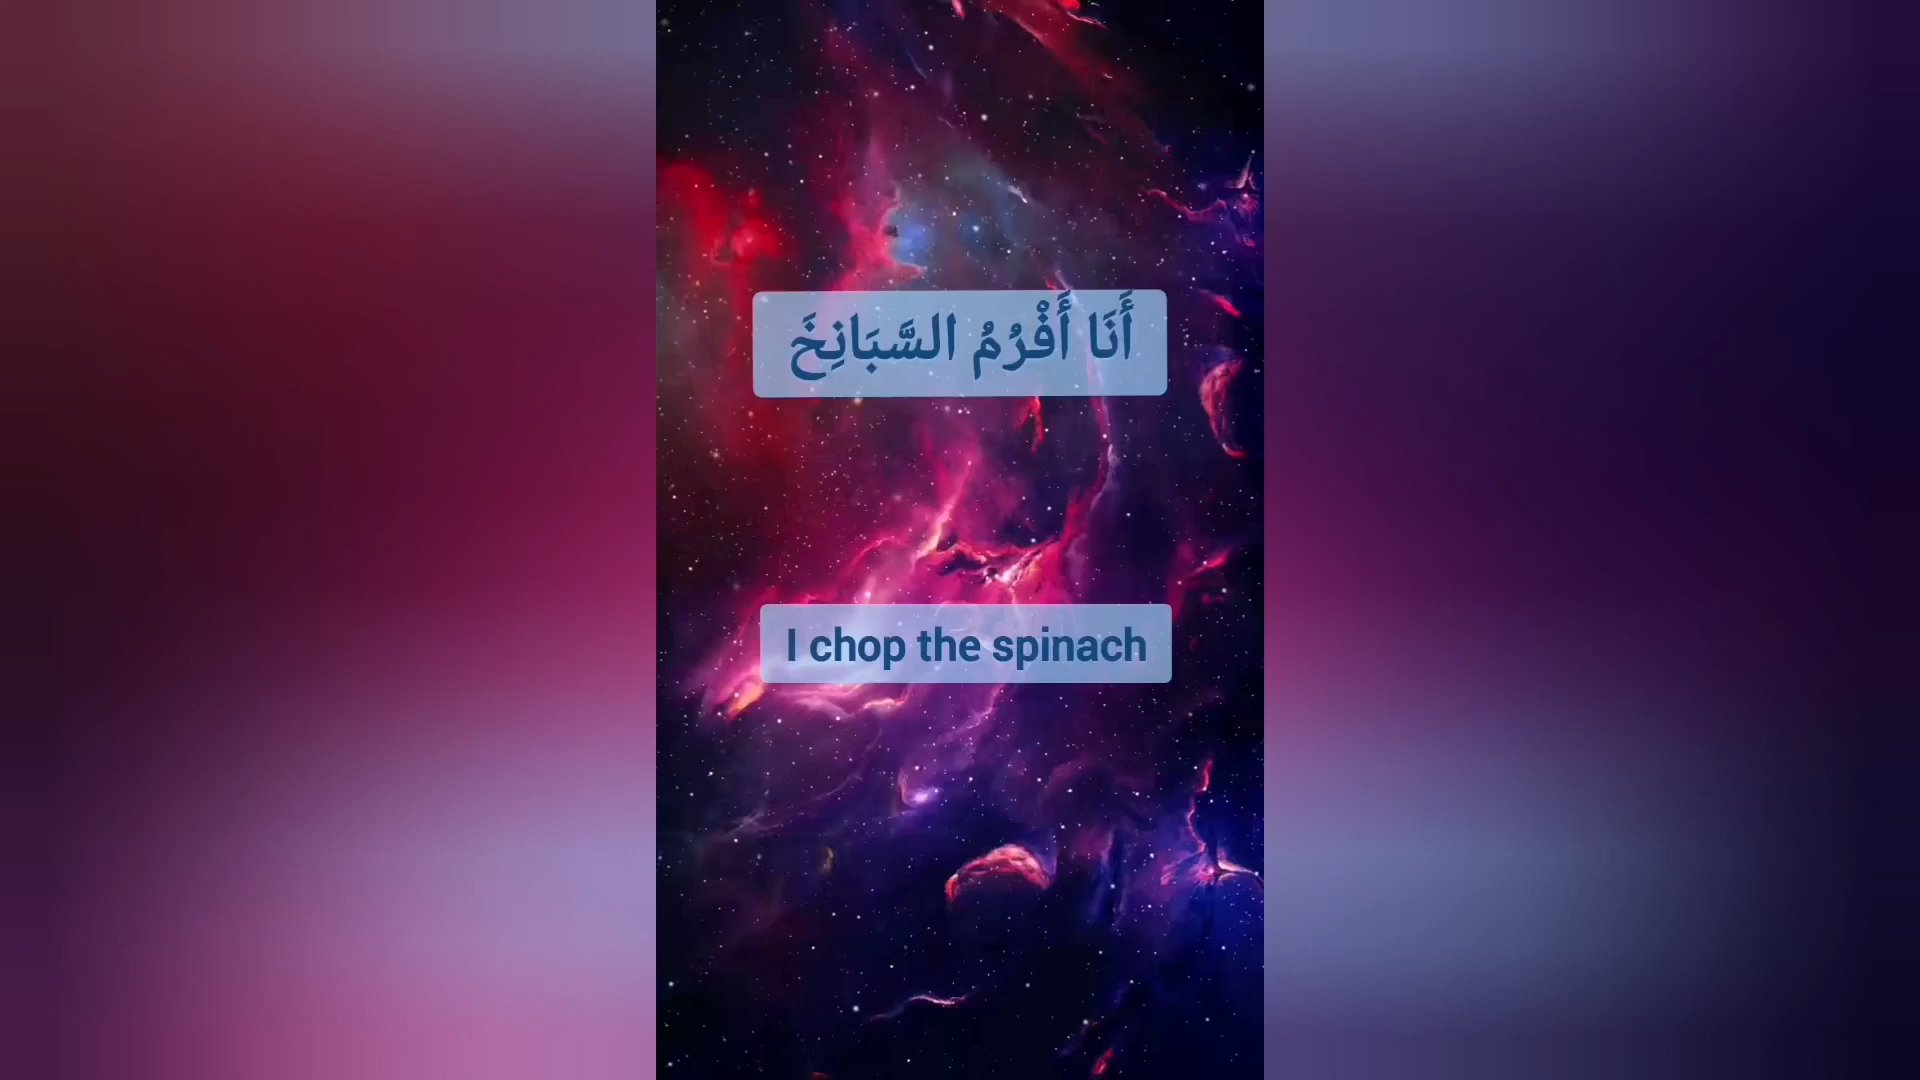 أَنَا أَفْرُمُ السَّبَانِخَ
I chop the spinach